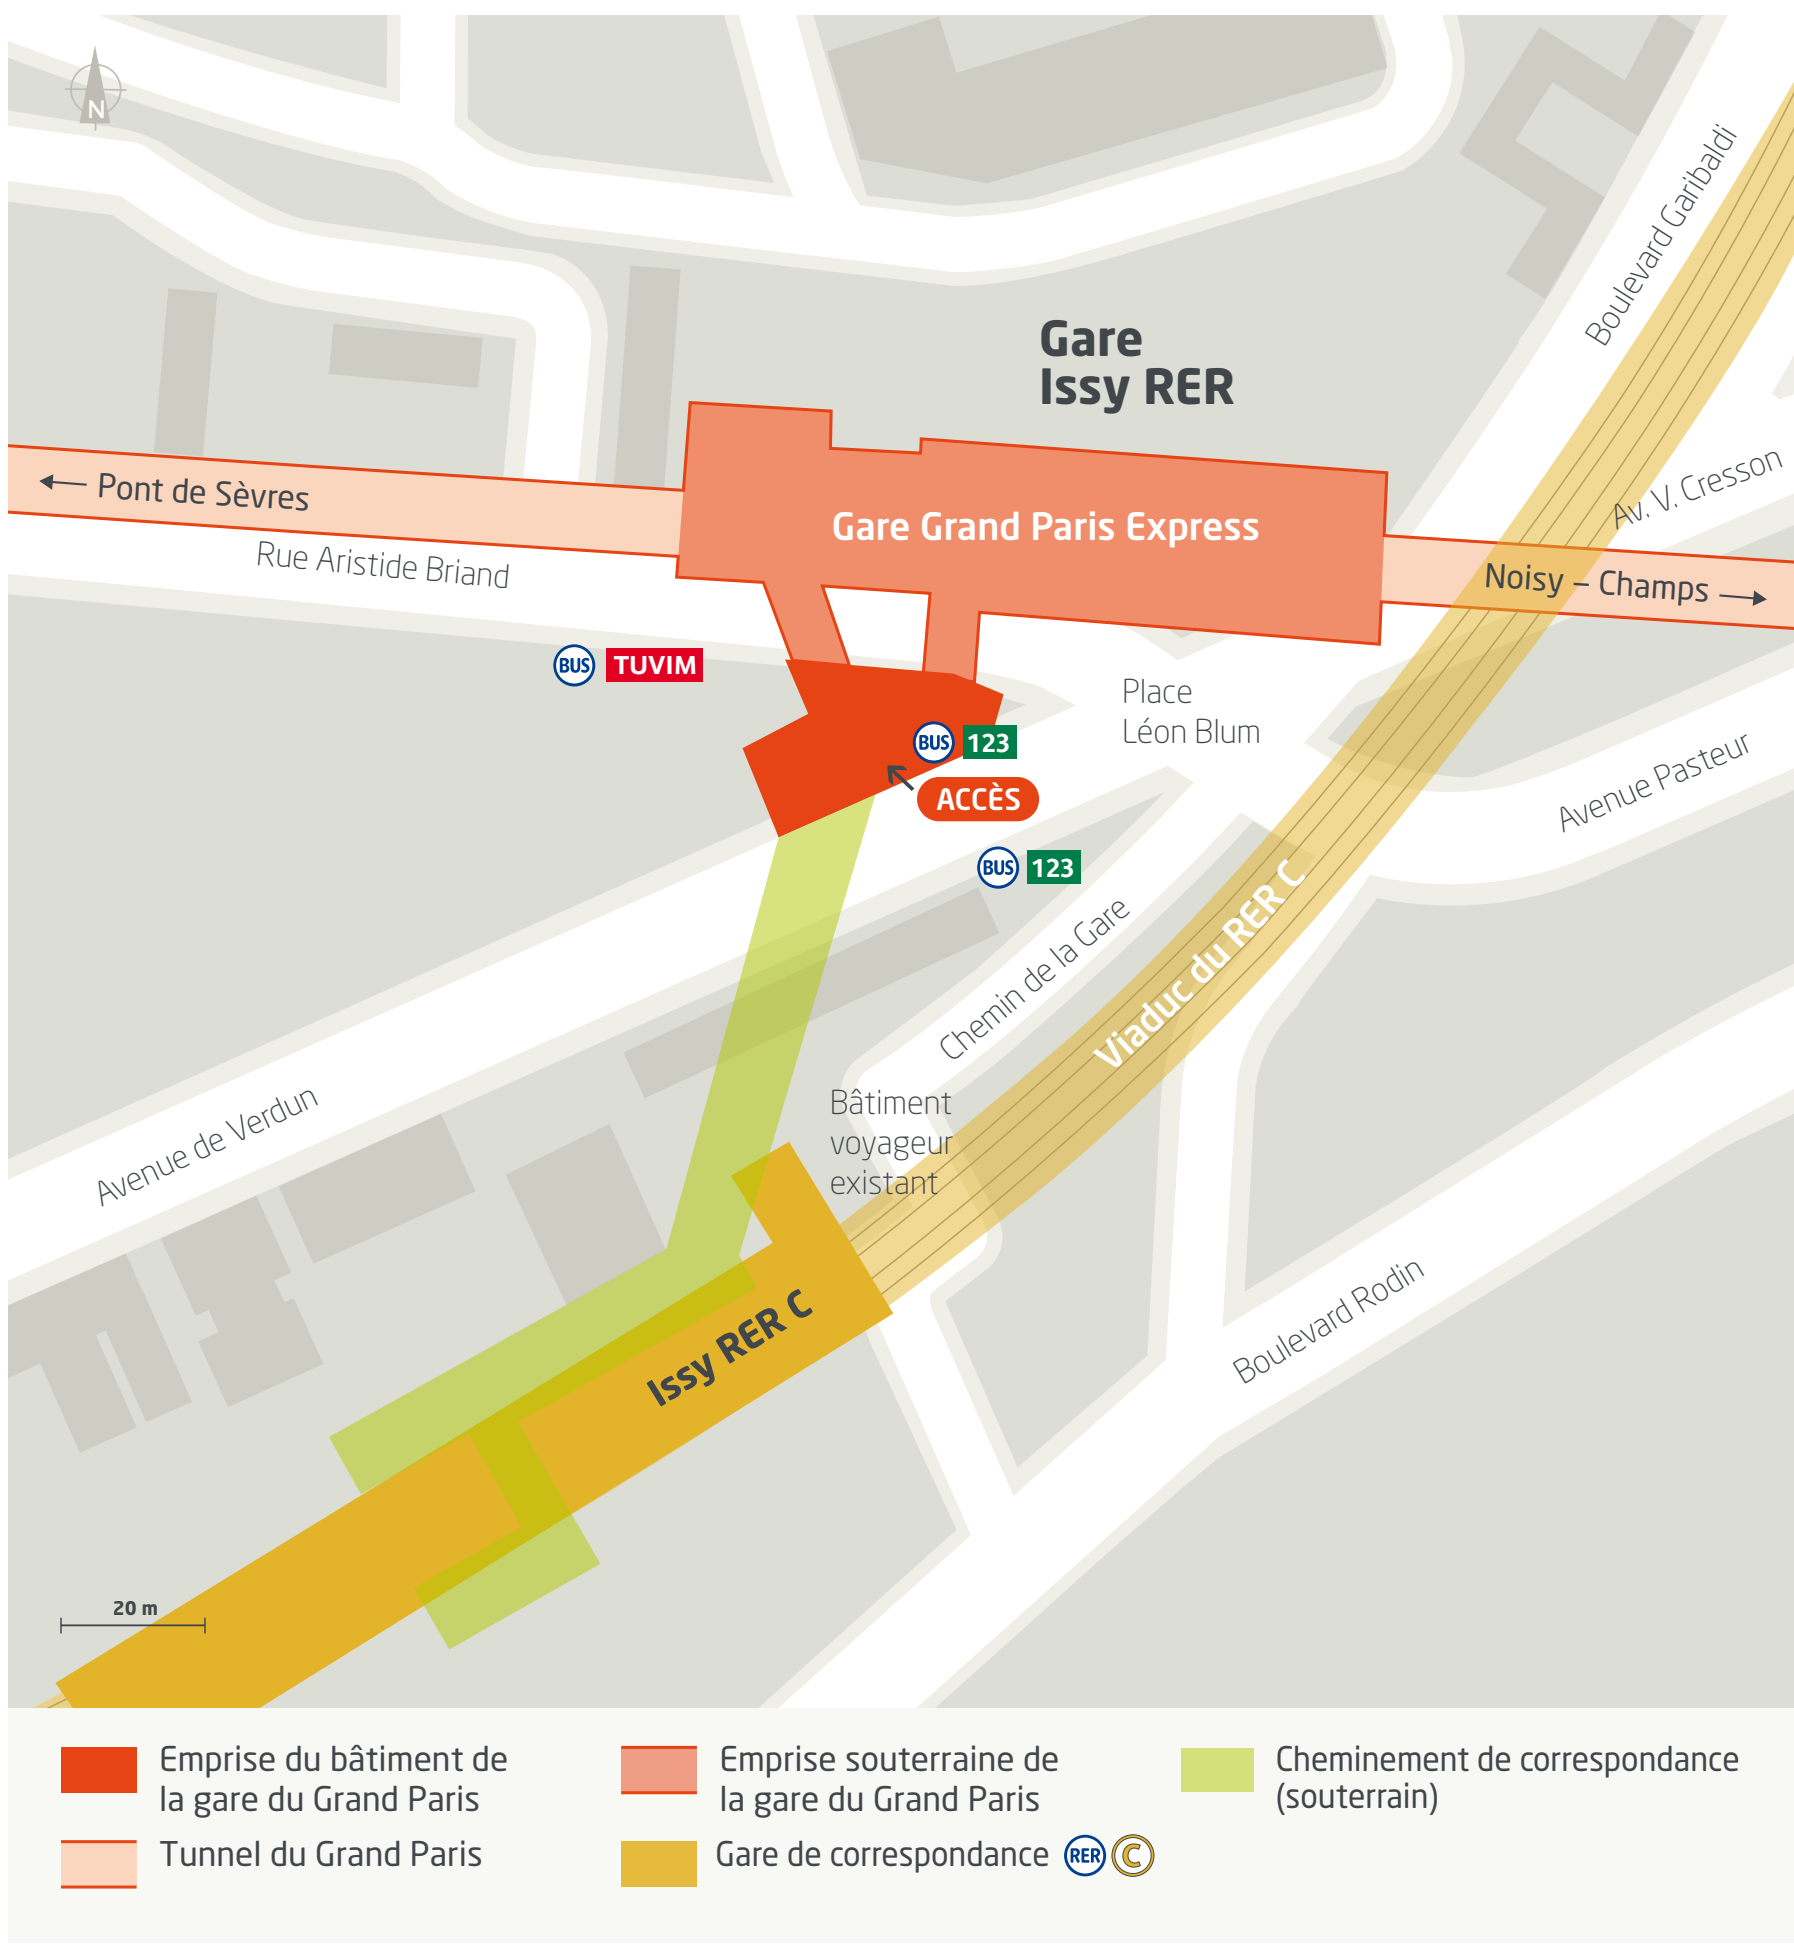 N
Boulevard Garibaldi
Gare
Issy RER
Av. V. Cresson
Pont de Sèvres
Gare Grand Paris Express
Rue Aristide Briand
Noisy – Champs
BUS TUVIM
Place
Léon Blum
BUS 123
ACCÈS
Avenue Pasteur
BUS 123
Chemin de la Gare
Viaduc du RER C
Avenue de Verdun
Bâtiment
voyageur
existant
Issy RER C
Boulevard Rodin
20 m
Emprise du bâtiment de
la gare du Grand Paris
Emprise souterraine de
la gare du Grand Paris
Cheminement de correspondance
(souterrain)
Tunnel du Grand Paris
Gare de correspondance RER C